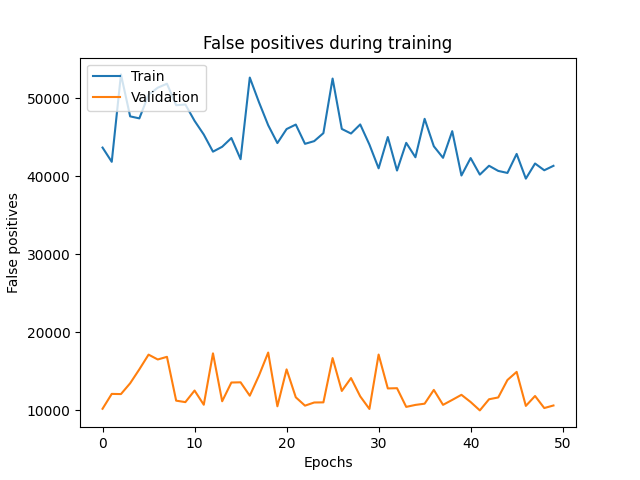 False positives during training
Train
Validation
False positives
50000
40000
30000
20000
10000
0
10
20
30
40
50
Epochs